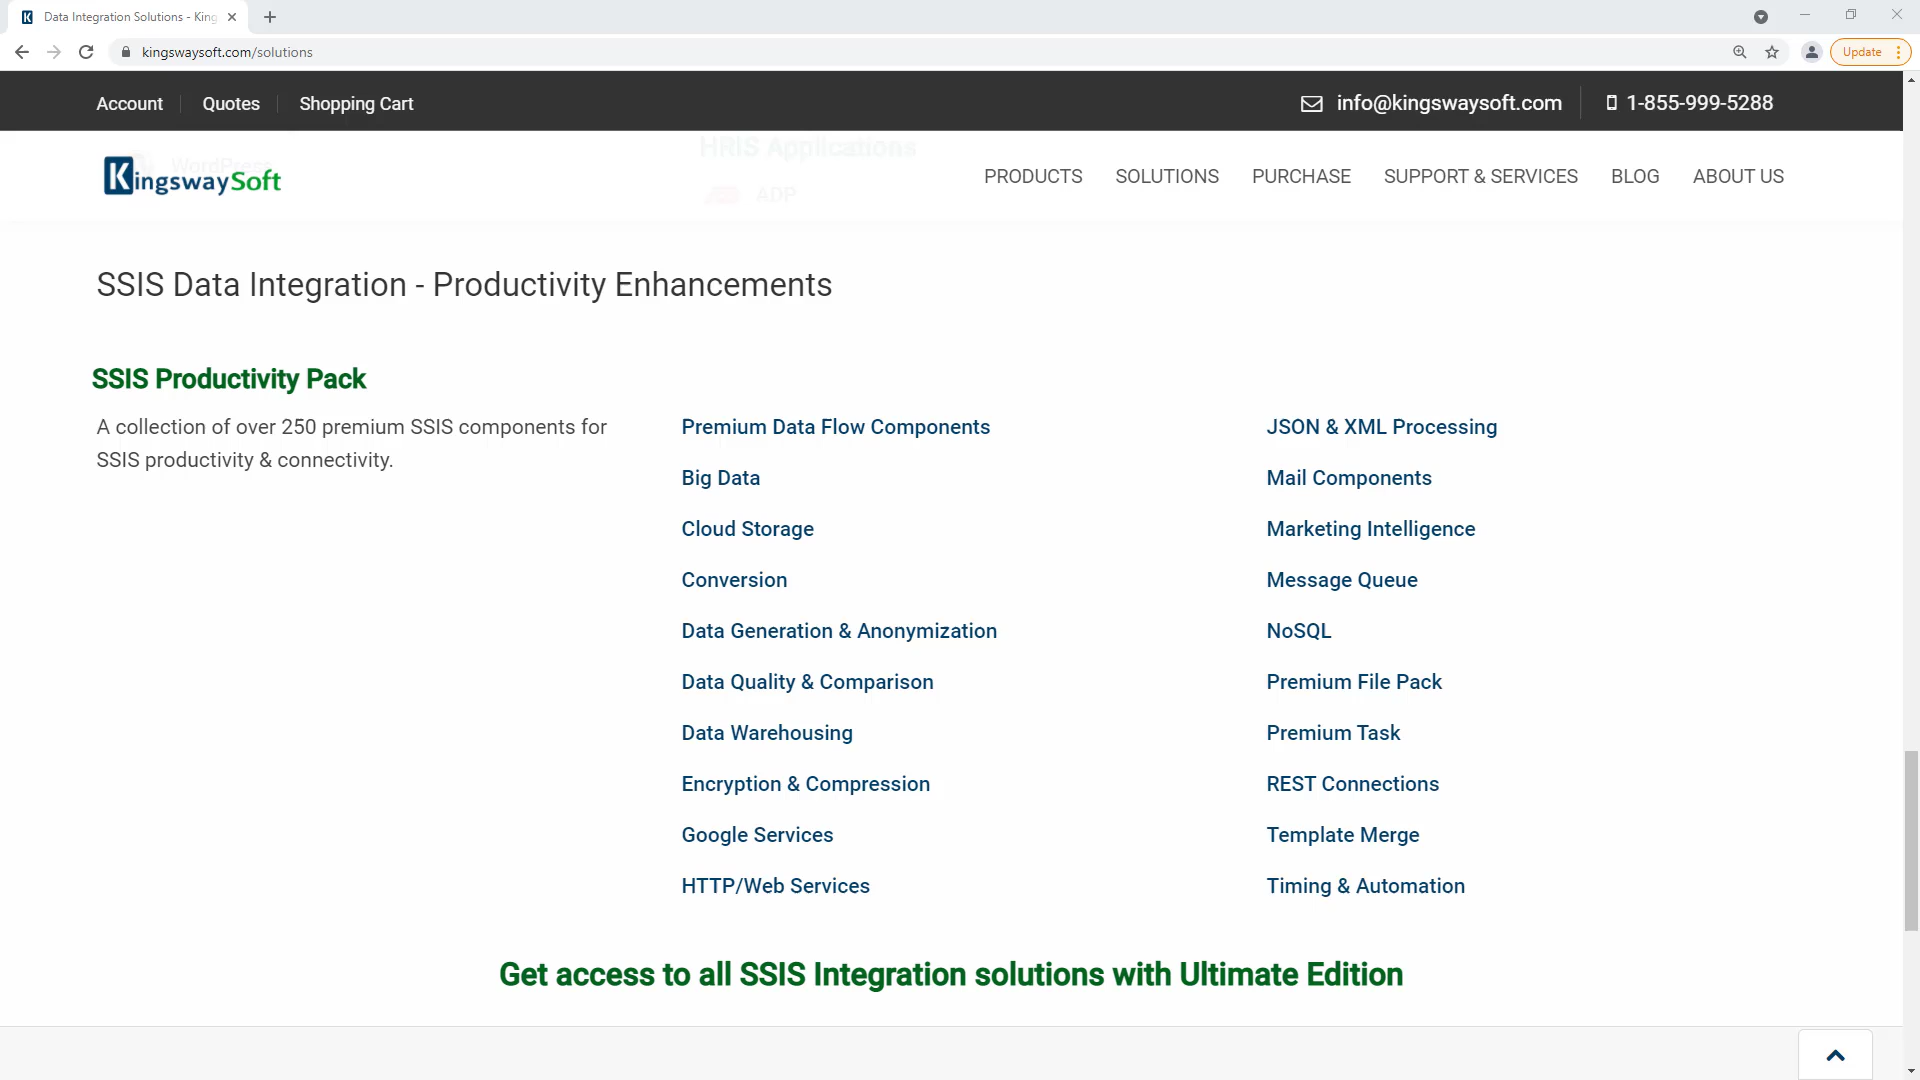 Data Integration Solutions - King
kingswaysoft.com/solutions
Update
Account
Quotes
Shopping Cart
info@kingswaysoft.com
1-855-999-5288
HRIS Applications
WordPress
ADP
KingswaySoft
PRODUCTS
SOLUTIONS
PURCHASE
SUPPORT & SERVICES
BLOG
ABOUT US
SSIS Data Integration - Productivity Enhancements
SSIS Productivity Pack
A collection of over 250 premium SSIS components for
SSIS productivity & connectivity.
Premium Data Flow Components
Big Data
Cloud Storage
Conversion
Data Generation & Anonymization
Data Quality & Comparison
Data Warehousing
Encryption & Compression
Google Services
HTTP/Web Services
JSON & XML Processing
Mail Components
Marketing Intelligence
Message Queue
NoSQL
Premium File Pack
Premium Task
REST Connections
Template Merge
Timing & Automation
Get access to all SSIS Integration solutions with Ultimate Edition